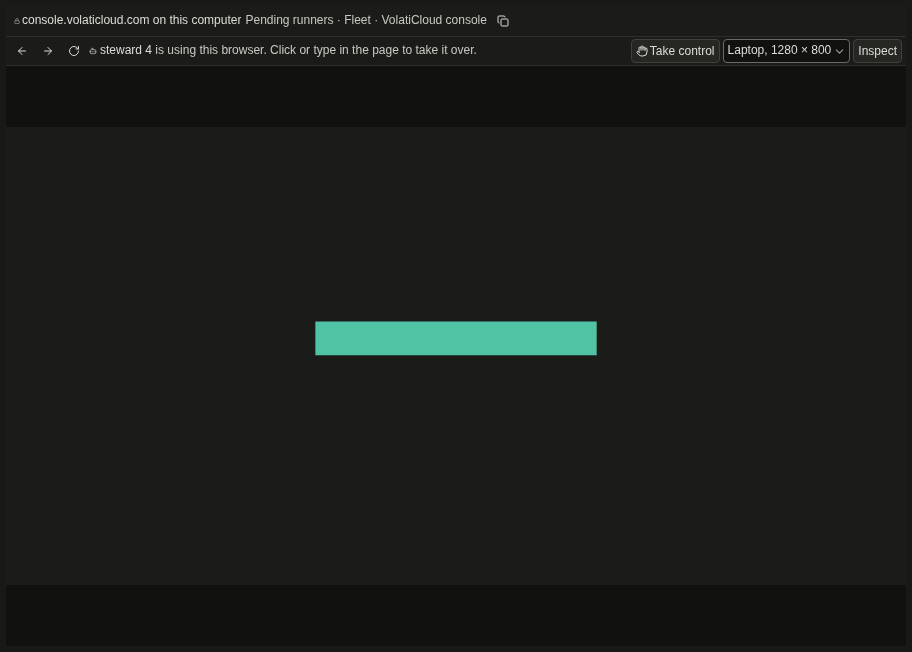 console.volaticloud.com on this computer Pending runners · Fleet · VolatiCloud console
steward 4 is using this browser. Click or type in the page to take it over.
Take control
Laptop, 1280 × 800
Inspect